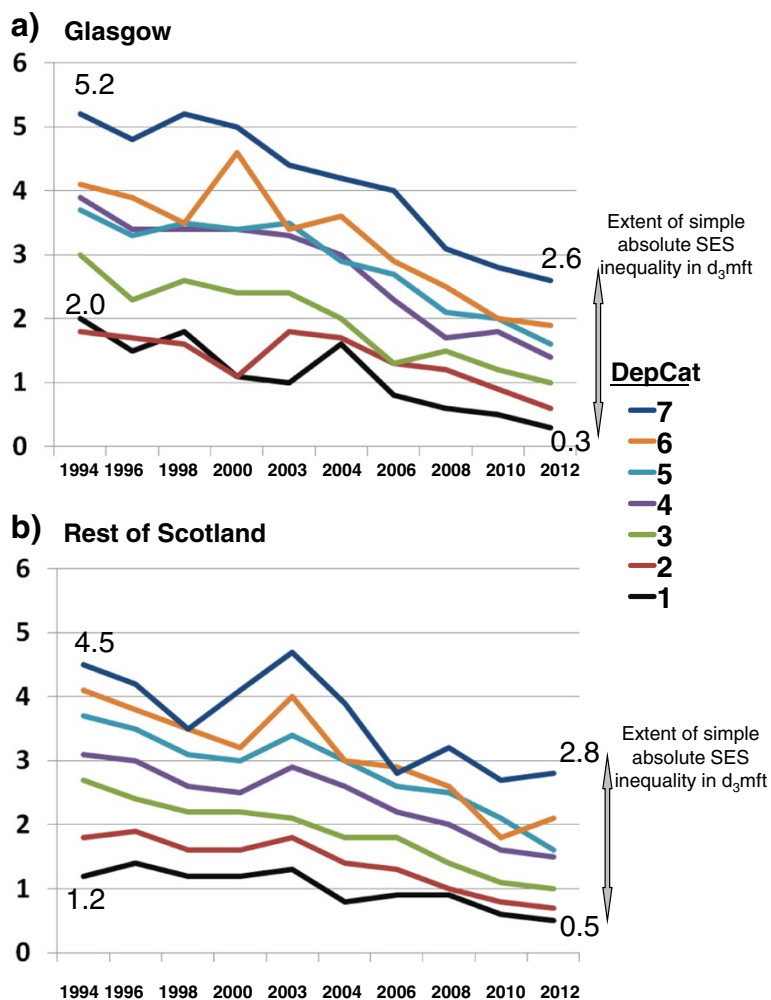 a) Glasgow
6
5.2
5
4
Extent of simple
absolute SES
inequality in d3mft
3
2.6
2.0
2
DepCat
1
7
0
0.3
6
1994 1996 1998 2000 2003 2004 2006 2008 2010 2012
5
4
b) Rest of Scotland
3
6
2
1
5
4.5
4
Extent of simple
absolute SES
inequality in d3mft
3
2.8
2
1
1.2
0.5
0
1994 1996 1998 2000 2003 2004 2006 2008 2010 2012